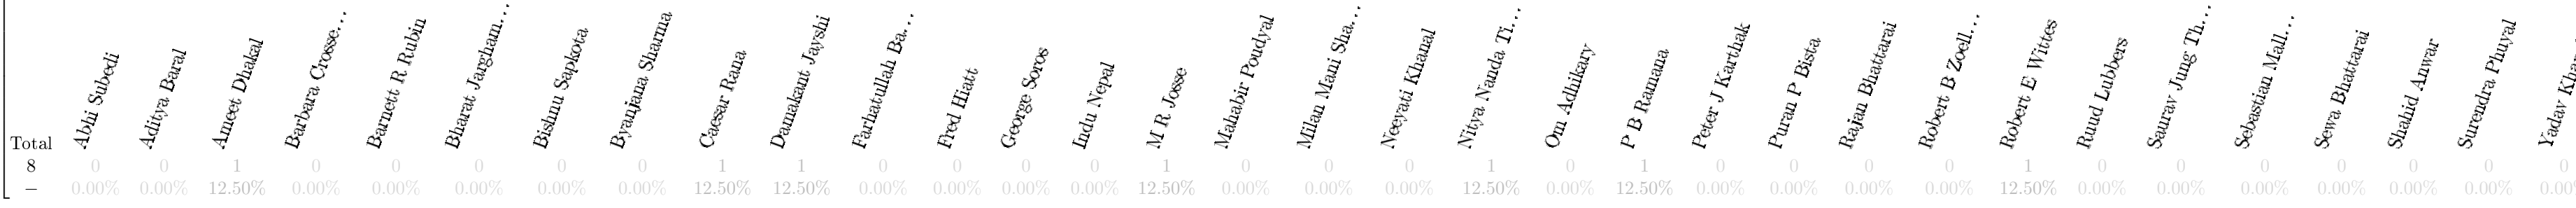 Total Abhi Subedi Aditya Baral Ameet Dhakal Barbara Crosse... Barnett R Rubin Bharat Jargham... Bishnu Sapkota Byanjana Sharma Caesar Rana Damakant Jayshi Farhatullah Ba... Fred Hiatt George Soros Indu Nepal M R Josse Mahabir Poudyal Milan Mani Sha... Neeyati Khanal Nitya Nanda Ti... Om Adhikary P B Ramana Peter J Karthak Puran P Bista Rajan Bhattarai Robert B Zoell... Robert E Wittes Ruud Lubbers Saurav Jung Th... Sebastian Mall... Sewa Bhattarai Shahid Anwar Surendra Phuyal Yadav
8 0 0 1 0 0 0 0 0 1 1 0 0 0 0 1 0 0 0 1 0 1 0 0 0 0 1 0 0 0 0 0 0 0
– 0.00% 0.00% 12.50% 0.00% 0.00% 0.00% 0.00% 0.00% 12.50% 12.50% 0.00% 0.00% 0.00% 0.00% 12.50% 0.00% 0.00% 0.00% 12.50% 0.00% 12.50% 0.00% 0.00% 0.00% 0.00% 12.50% 0.00% 0.00% 0.00% 0.00% 0.00% 0.00%